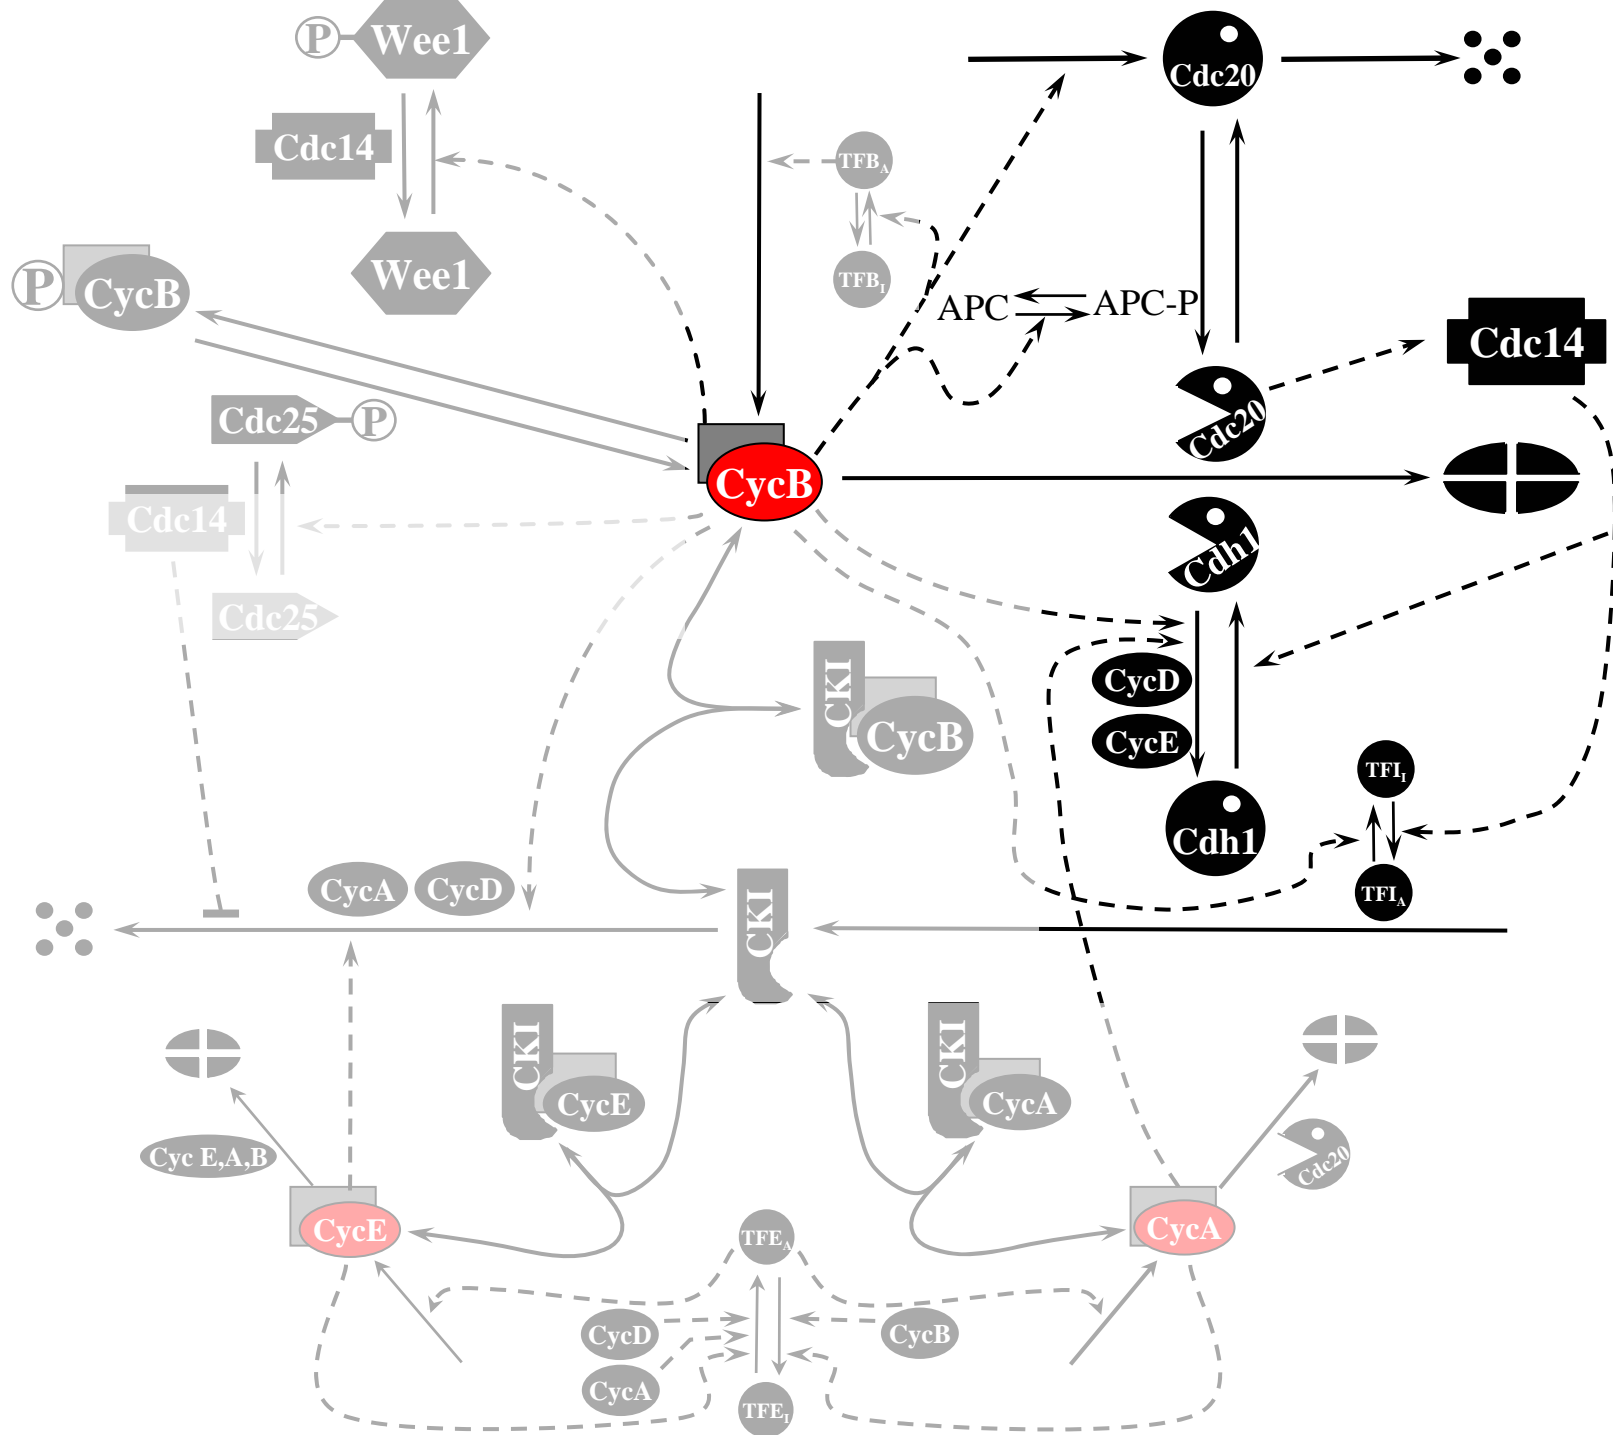 P
Wee1
Cdc20
Cdc14
TFBA
Wee1
TFBI
P
CycB
APC
APC-P
Cdc14
Cdc25
P
Cdc20
CycB
Cdc14
Cdh1
Cdc25
CKI
CycB
CycD
CycE
TFII
Cdh1
CycA
CycD
CKI
TFIA
CKI
CycE
CKI
CycA
Cyc E,A,B
Cdc20
CycE
TFEA
CycA
CycD
CycB
CycA
TFEI